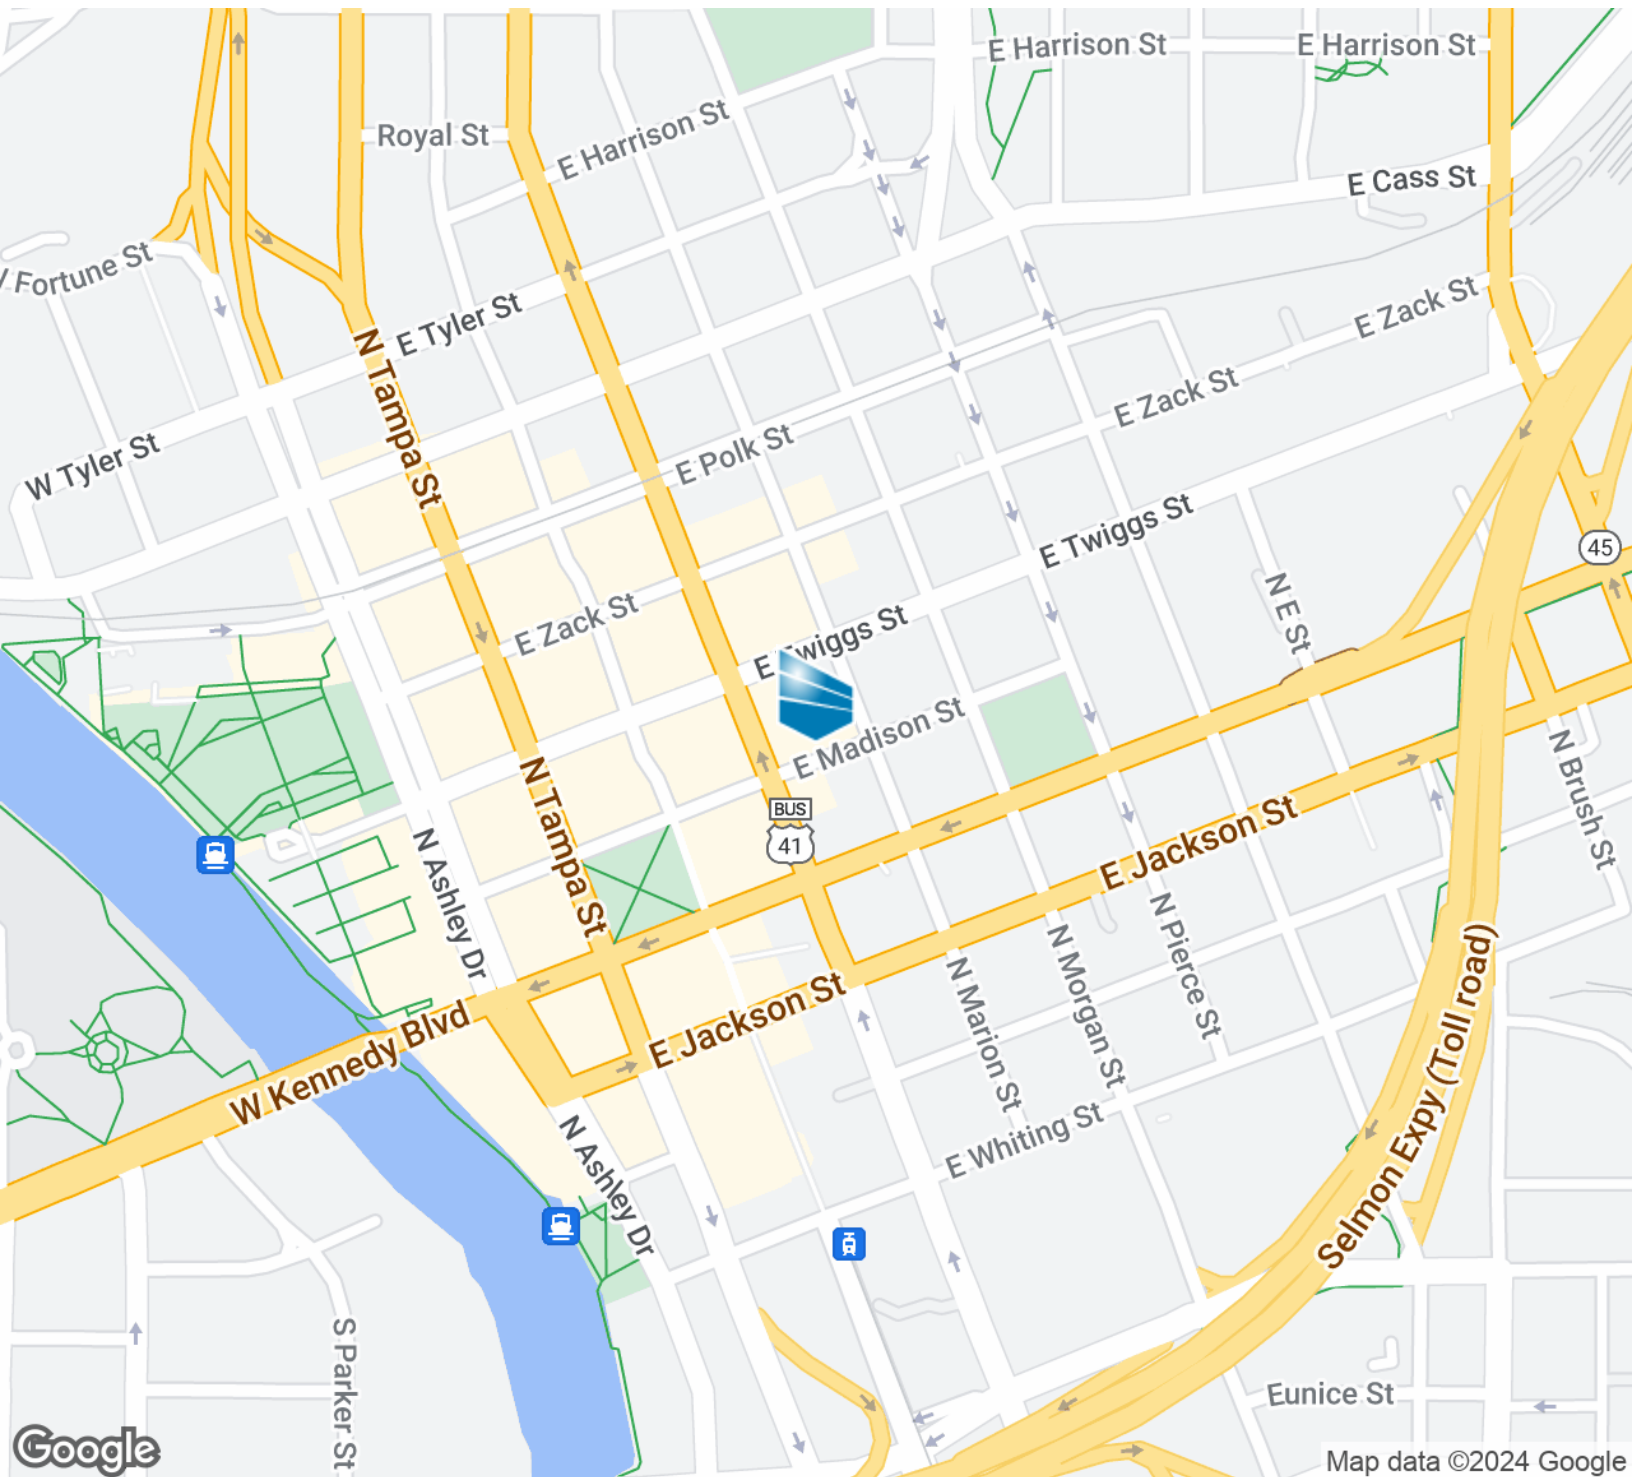 E Harrison St
E Harrison St
Royal St
E Harrison St
E Cass St
Fortune St
E Tyler St
E Zack St
N Tampa St
E Zack St
W Tyler St
E Polk St
E Twiggs St
45
E Zack St
N E St
E Twiggs St
E Madison St
N Brush St
N Tampa St
BUS
41
E Jackson St
N Ashley Dr
N Pierce St
N Morgan St
N Marion St
E Jackson St
W Kennedy Blvd
Selmon Expy (Toll road)
E Whiting St
N Ashley Dr
S Parker St
Eunice St
Google
Map data ©2024 Google